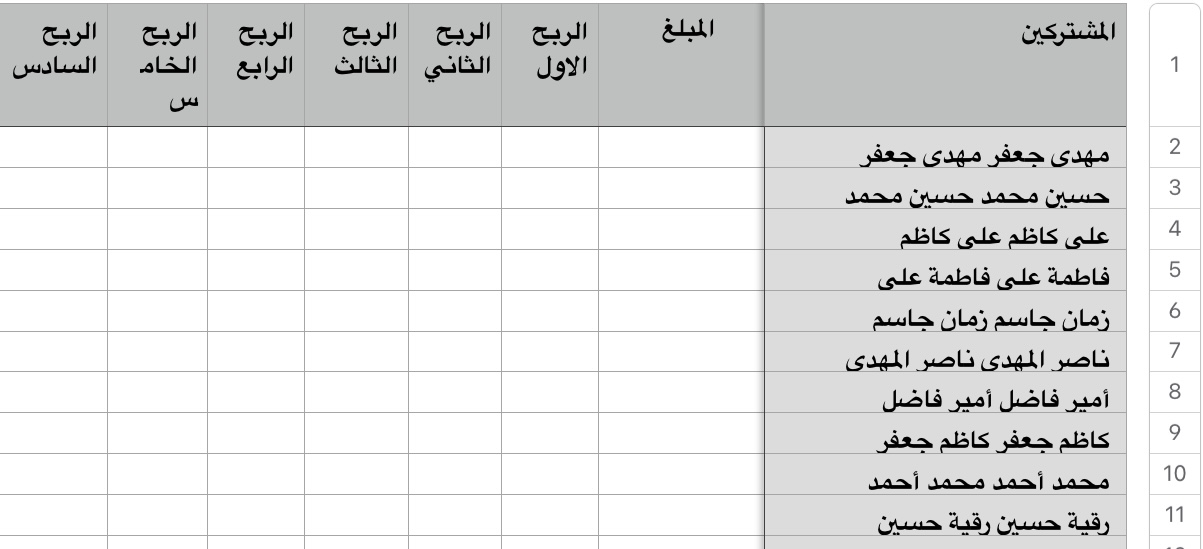 المشتركين	المبلغ	الربح الاول	الربح الثاني	الربح الثالث	الربح الرابع	الربح الخامس	الربح السادس	1
مهدى جعفر مهدى جعفر	2
حسين محمد حسين محمد	3
على كاظم على كاظم	4
فاطمة على فاطمة على	5
زمان جاسم زمان جاسم	6
ناصر المهدى ناصر المهدى	7
أمير فاضل أمير فاضل	8
كاظم جعفر كاظم جعفر	9
محمد أحمد محمد أحمد	10
رقية حسين رقية حسين	11